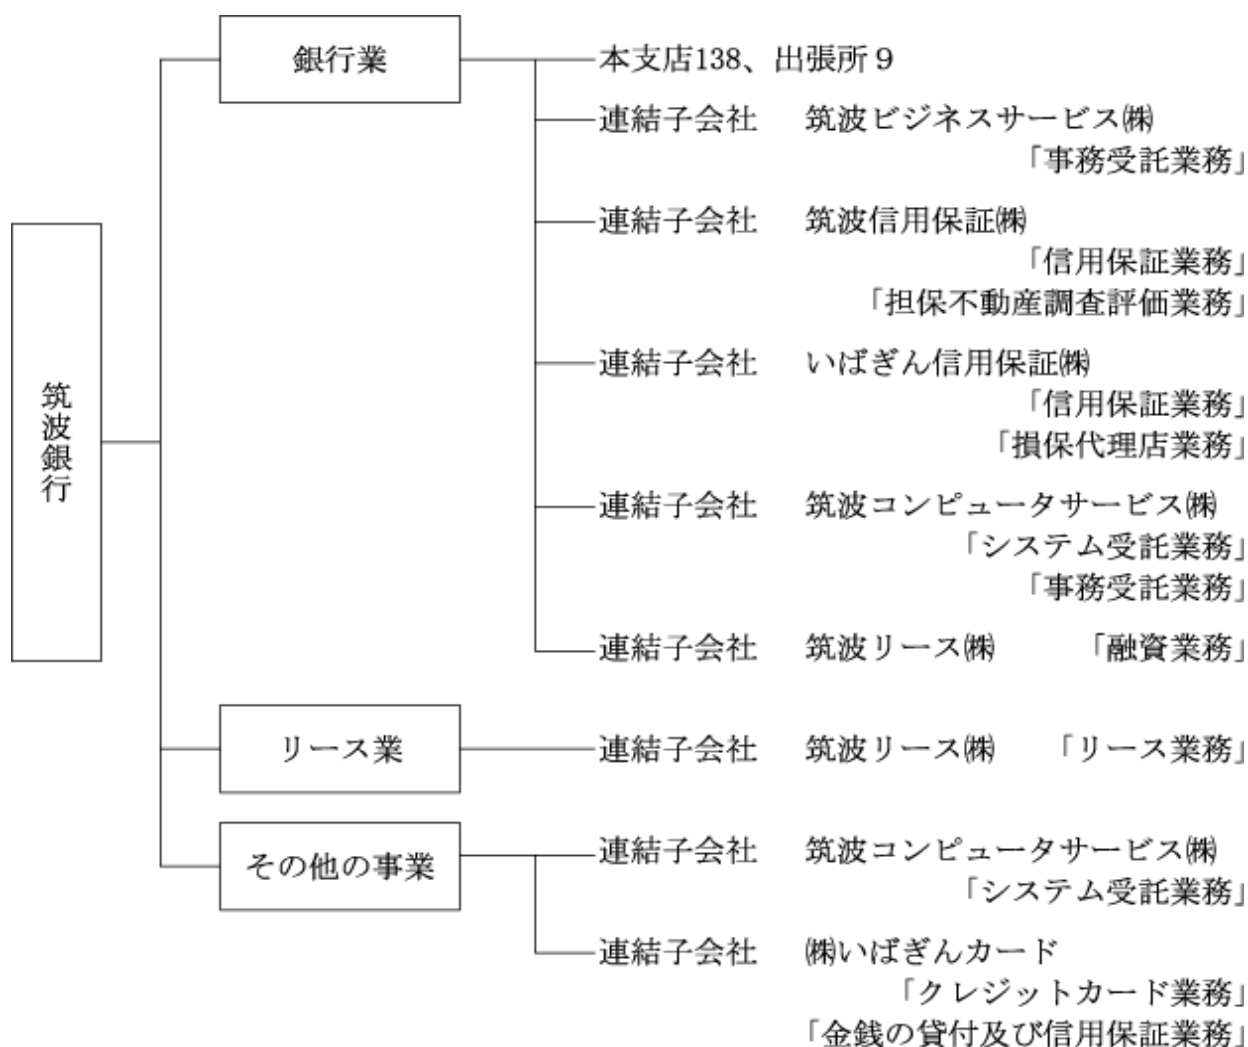 筑波銀行
銀行業
本支店138、出張所９
連結子会社 筑波ビジネスサービス㈱
「事務受託業務」
連結子会社 筑波信用保証㈱
「信用保証業務」
「担保不動産調査評価業務」
連結子会社 いばぎん信用保証㈱
「信用保証業務」
「損保代理店業務」
連結子会社 筑波コンピュータサービス㈱
「システム受託業務」
「事務受託業務」
連結子会社 筑波リース㈱ 「融資業務」
リース業
連結子会社 筑波リース㈱ 「リース業務」
その他の事業
連結子会社 筑波コンピュータサービス㈱
「システム受託業務」
連結子会社 ㈱いばぎんカード
「クレジットカード業務」
「金銭の貸付及び信用保証業務」